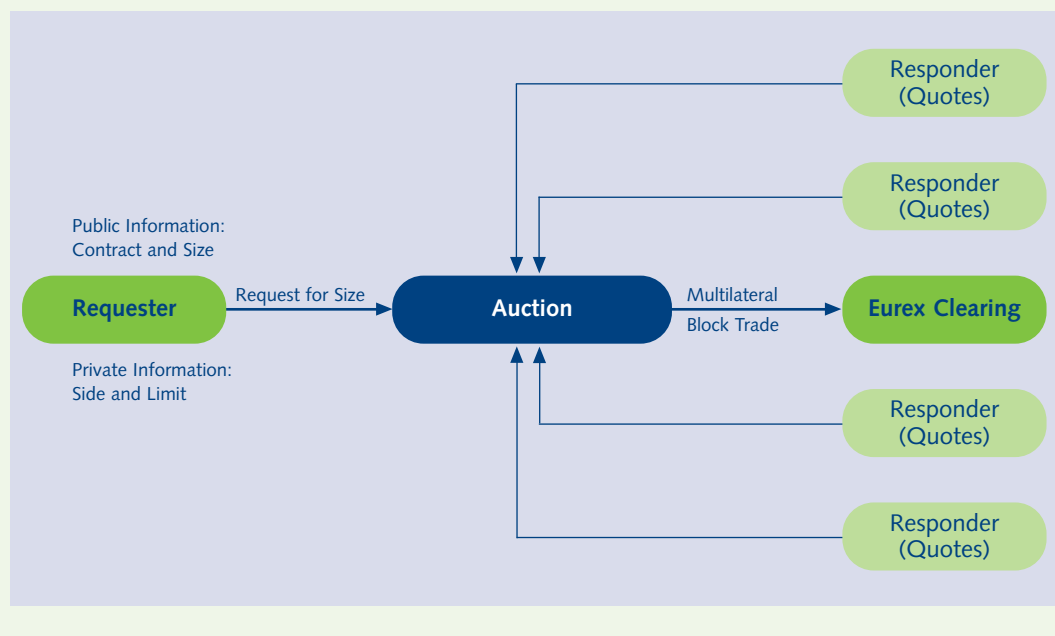 Responder
(Quotes)
Responder
(Quotes)
Public Information:
Contract and Size
Requester
Request for Size
Auction
Multilateral
Block Trade
Eurex Clearing
Private Information:
Side and Limit
Responder
(Quotes)
Responder
(Quotes)